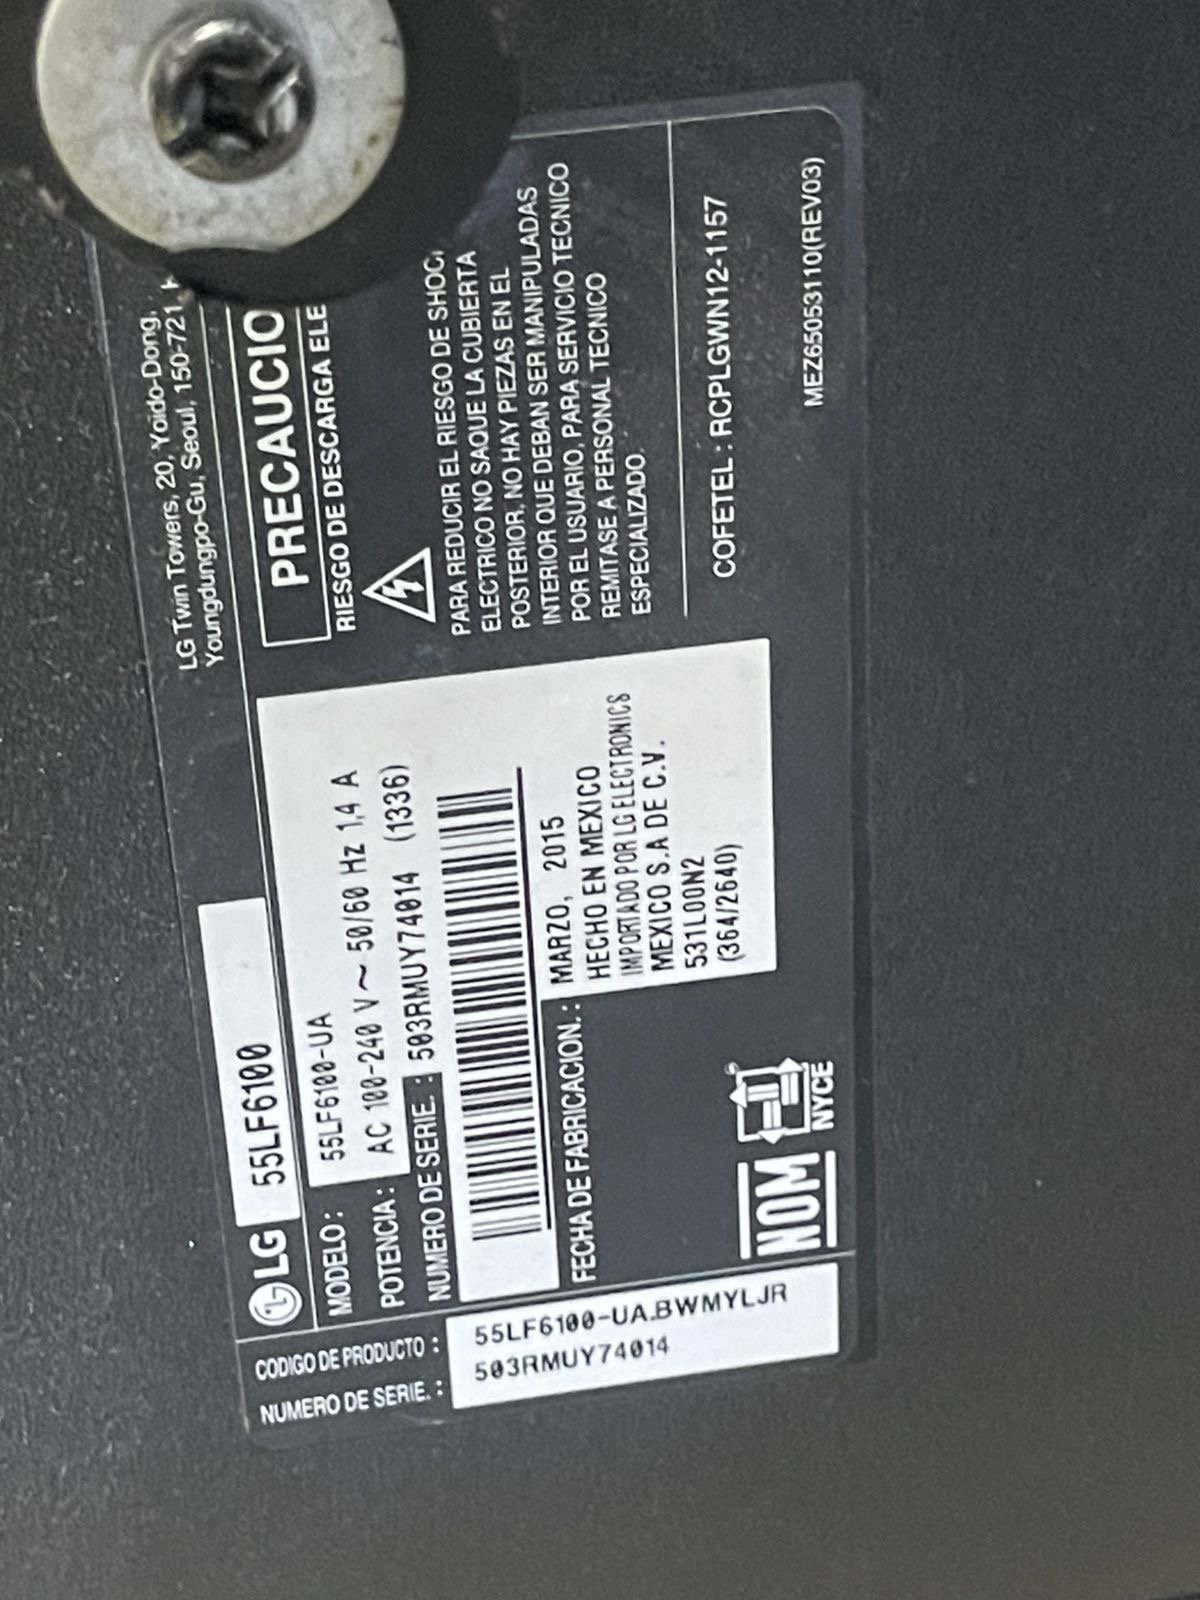 LG 55LF6100
LG Twin Towers, 20, Yoido-Dong,
Youngdungpo-Gu, Seoul, 150-721,
MODELO : 55LF6100-UA
POTENCIA : AC 100-240 V ~ 50/60 Hz 1,4 A
NUMERO DE SERIE. : 503RMUY74014 (1336)
FECHA DE FABRICACION. : MARZO, 2015
HECHO EN MEXICO
IMPORTADO POR LG ELECTRONICS
MEXICO S.A DE C.V.
531L00N2
(364/2640)
NOM
NYCE
PRECAUCIO
RIESGO DE DESCARGA ELE
PARA REDUCIR EL RIESGO DE SHOC
ELECTRICO NO SAQUE LA CUBIERTA
POSTERIOR, NO HAY PIEZAS EN EL
INTERIOR QUE DEBAN SER MANIPULADAS
POR EL USUARIO, PARA SERVICIO TECNICO
REMITASE A PERSONAL TECNICO
ESPECIALIZADO.
COFETEL : RCPLGWN12-1157
MEZ65053110(REV03)
CODIGO DE PRODUCTO : 55LF6100-UA.BWMYLJR
NUMERO DE SERIE. : 503RMUY74014